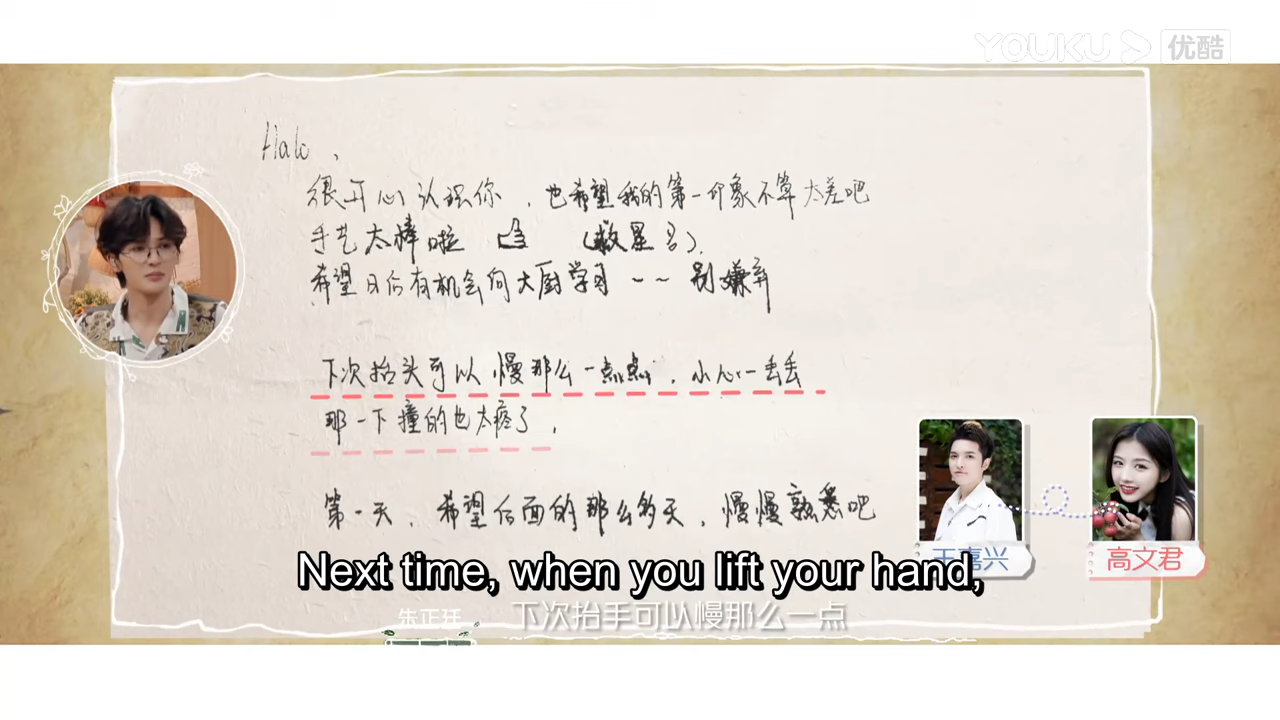 YOUKU 优酷
Halo ,
很开心认识你，也希望我的第一印象不算太差吧
手艺太棒啦 (救星名).
希望日后有机会向大厨学习 ~~ 别嫌弃
下次抬头可以慢那么一点点，小心一丢丢
那一下撞的也太疼了，
第一天，希望后面的那么多天，慢慢熟悉吧
王嘉兴
高文君
Next time, when you lift your hand,
朱正廷
下次抬手可以慢那么一点